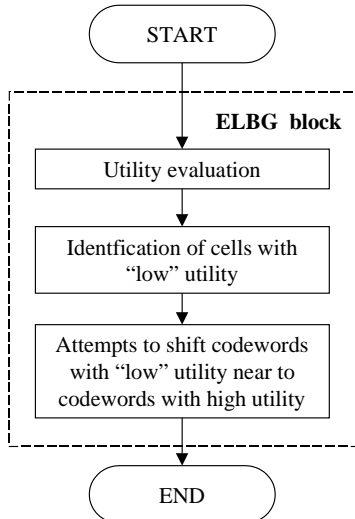 START
ELBG block
Utility evaluation
Identfication of cells with
“low” utility
Attempts to shift codewords
with “low” utility near to
codewords with high utility
END